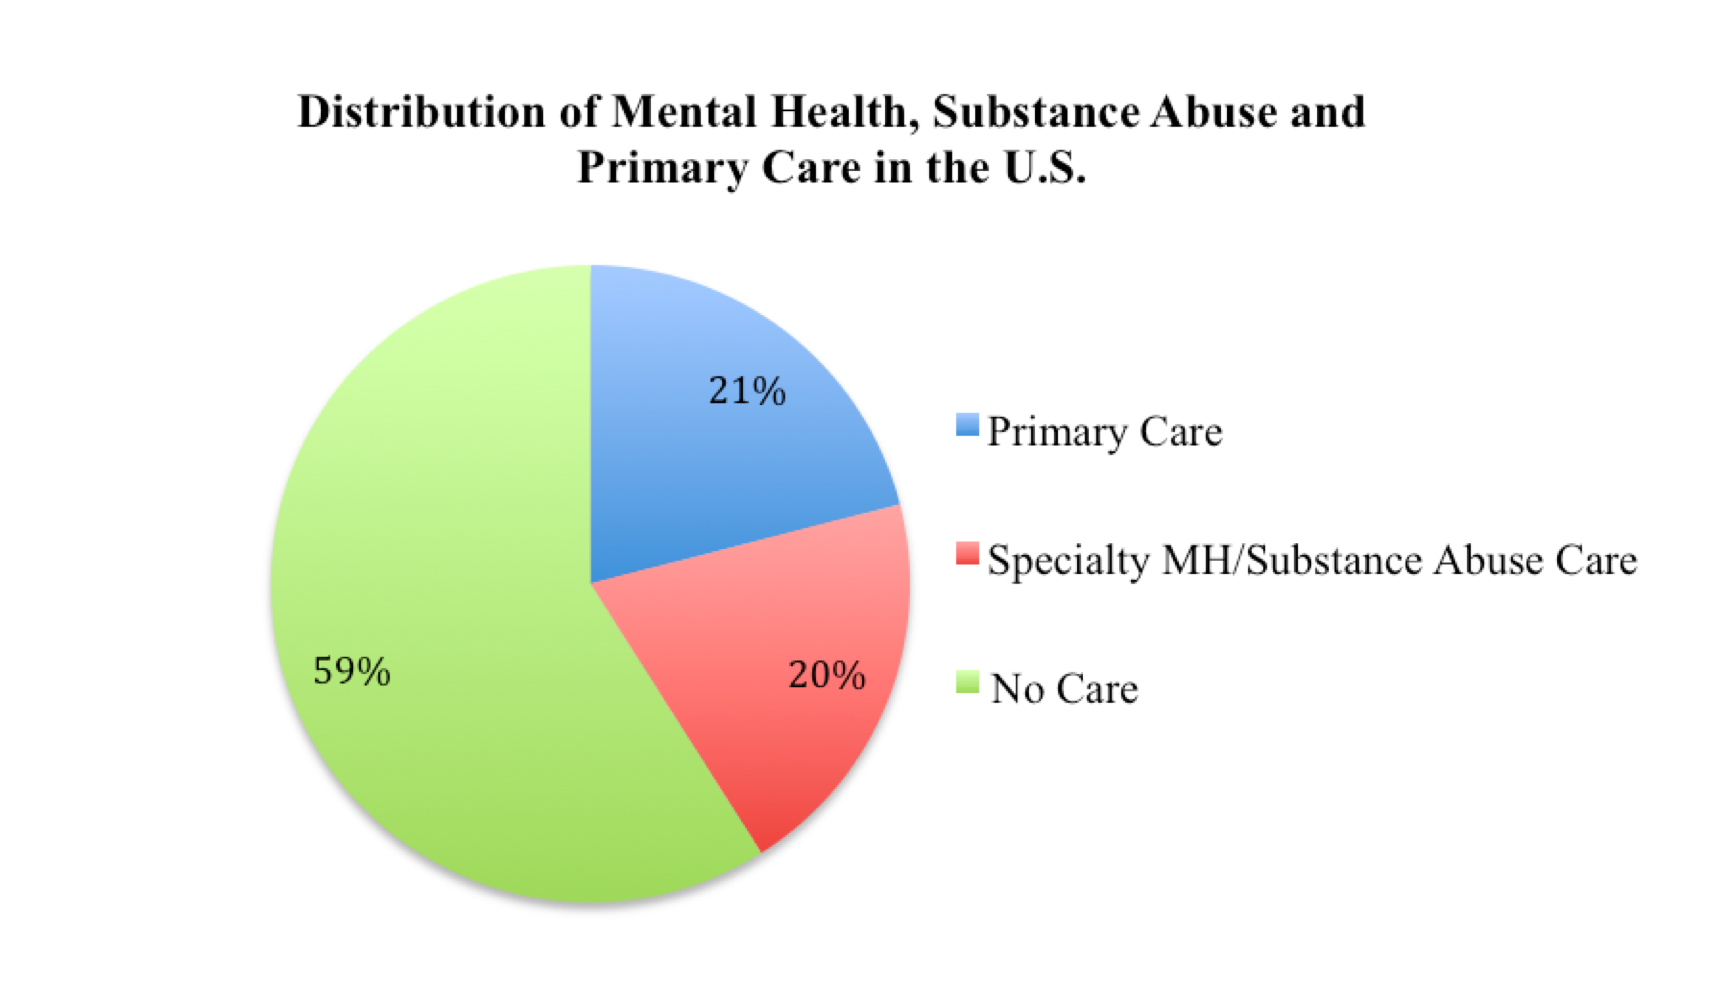 Distribution of Mental Health, Substance Abuse and
Primary Care in the U.S.
21%
Primary Care
Specialty MH/Substance Abuse Care
59%
20%
No Care